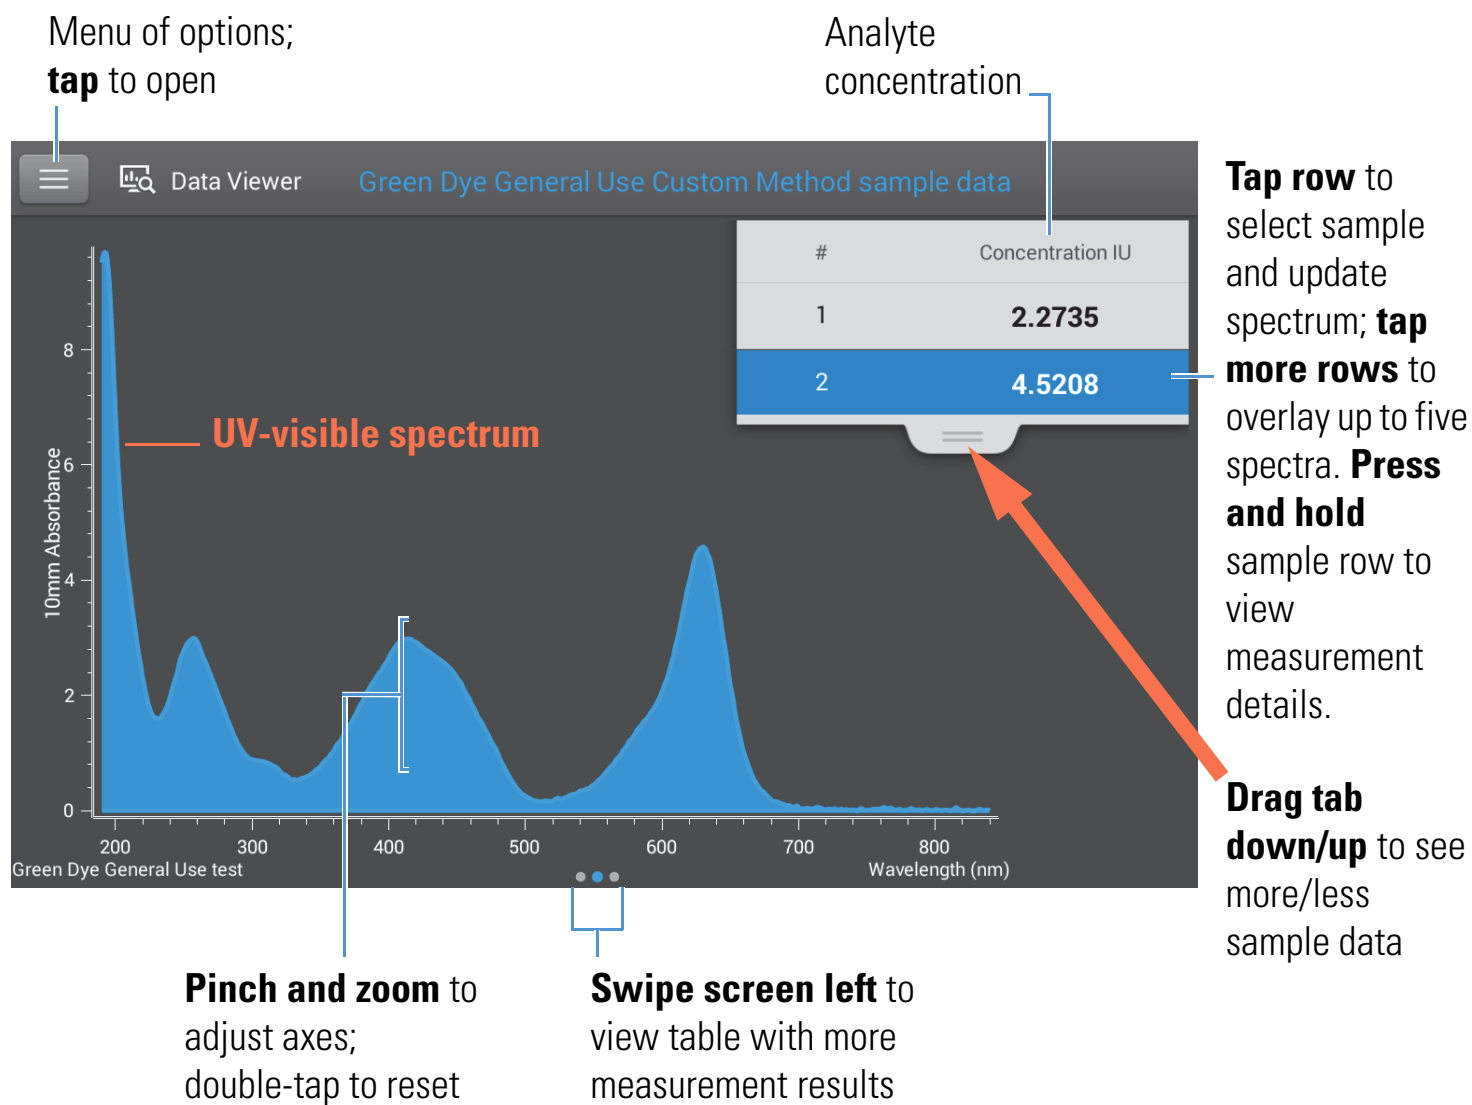 Menu of options;
tap to open
Analyte
concentration
Data Viewer
Green Dye General Use Custom Method sample data
# Concentration IU
1 2.2735
2 4.5208
Tap row to
select sample
and update
spectrum; tap
more rows to
overlay up to five
spectra. Press
and hold
sample row to
view
measurement
details.
UV-visible spectrum
10mm Absorbance
8
6
4
2
0
200 300 400 500 600 700 800
Green Dye General Use test
Wavelength (nm)
Drag tab
down/up to see
more/less
sample data
Pinch and zoom to
adjust axes;
double-tap to reset
Swipe screen left to
view table with more
measurement results